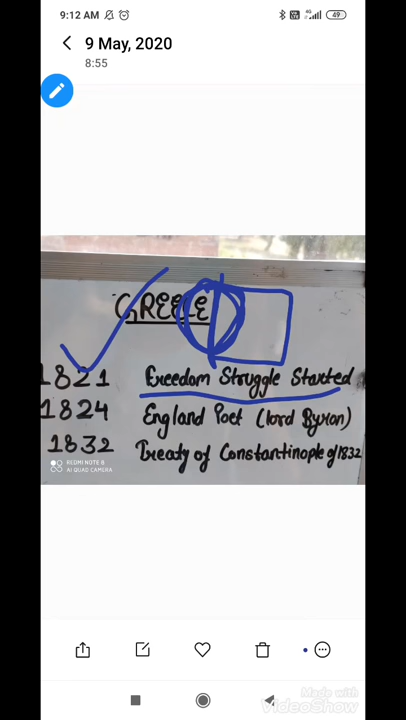 9:12 AM
49
9 May, 2020
8:55
GREECE
1821 Freedom Struggle Started
1824 England Poet (lord Byron)
1832 Treaty of Constantinople of 1832
REDMI NOTE 8
AI QUAD CAMERA
Made with
VideoShow